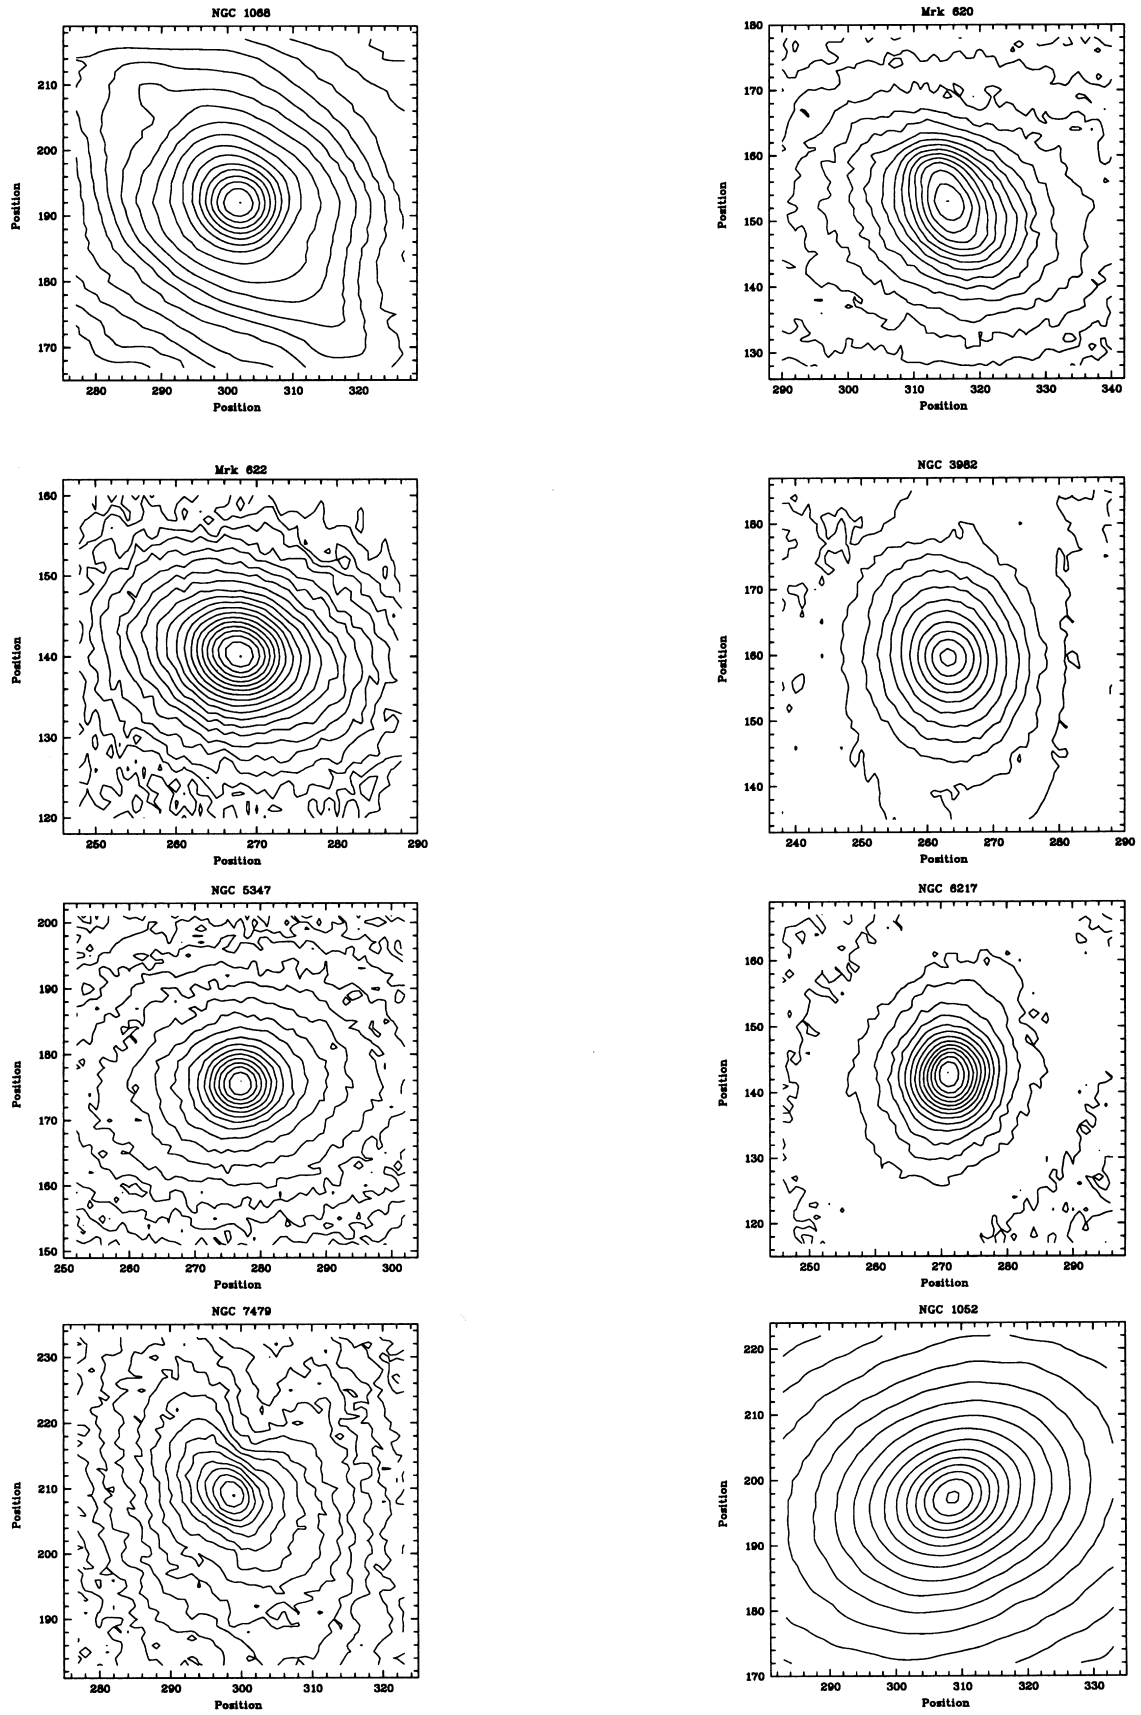 NGC 1068
210
200
190
180
170
Position
280 290 300 310 320
Position
Mrk 620
180
170
160
150
140
130
Position
290 300 310 320 330 340
Position
Mrk 622
160
150
140
130
120
Position
250 260 270 280 290
Position
NGC 3982
180
170
160
150
140
Position
240 250 260 270 280 290
Position
NGC 5347
200
190
180
170
160
150
Position
250 260 270 280 290 300
Position
NGC 6217
160
150
140
130
120
Position
250 260 270 280 290
Position
NGC 7479
230
220
210
200
190
Position
280 290 300 310 320
Position
NGC 1052
220
210
200
190
180
170
Position
290 300 310 320 330
Position